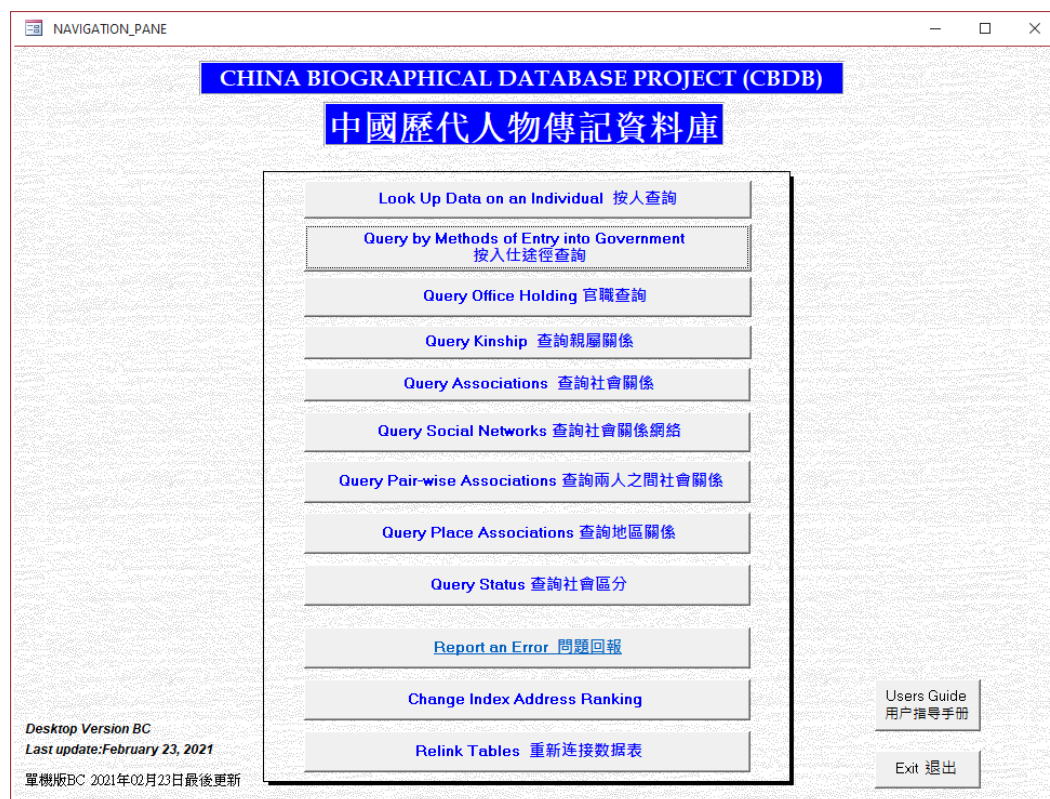 NAVIGATION_PANE
CHINA BIOGRAPHICAL DATABASE PROJECT (CBDB)
中國歷代人物傳記資料庫
Look Up Data on an Individual 按人查詢
Query by Methods of Entry into Government
按入仕途徑查詢
Query Office Holding 官職查詢
Query Kinship 查詢親屬關係
Query Associations 查詢社會關係
Query Social Networks 查詢社會關係網絡
Query Pair-wise Associations 查詢兩人之間社會關係
Query Place Associations 查詢地區關係
Query Status 查詢社會區分
Report an Error 問題回報
Change Index Address Ranking
Relink Tables 重新连接数据表
Users Guide
用户指导手册
Exit 退出
Desktop Version BC
Last update:February 23, 2021
單機版BC 2021年02月23日最後更新